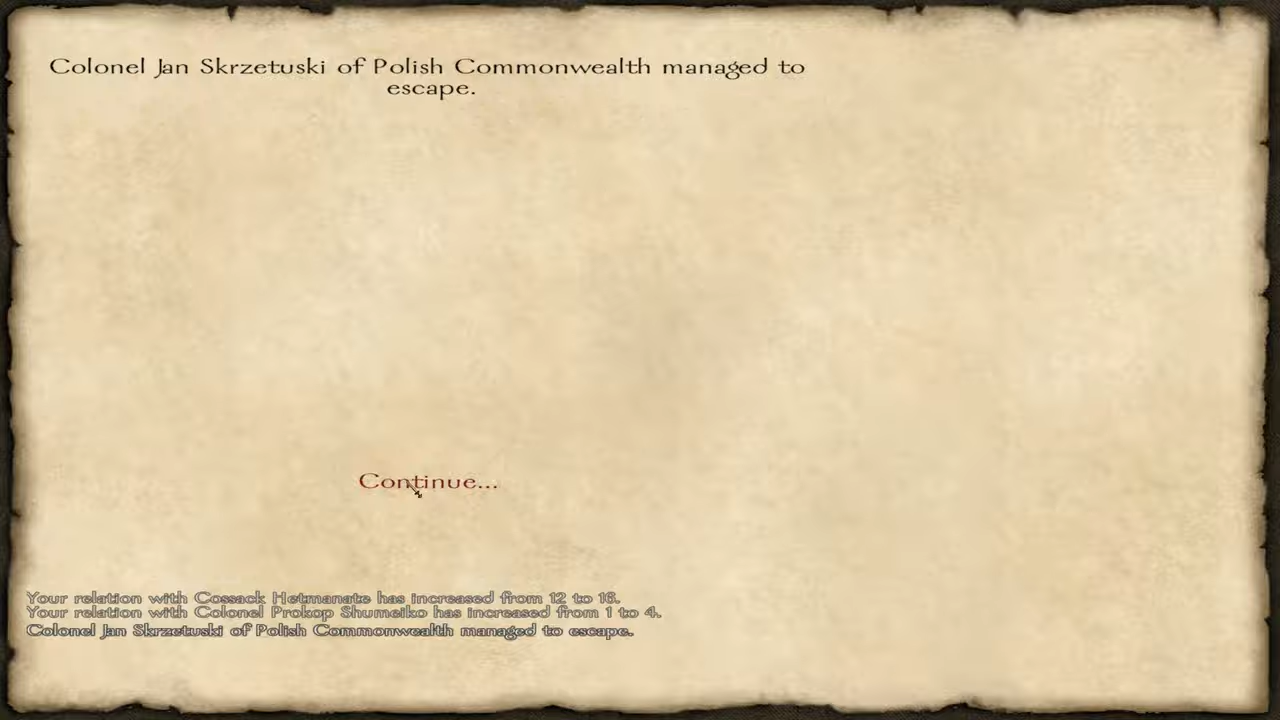 Colonel Jan Skrzetuski of Polish Commonwealth managed to
escape.
Continue...
Your relation with Cossack Hetmanate has increased from 12 to 16.
Your relation with Colonel Prokop Shumeiko has increased from 1 to 4.
Colonel Jan Skrzetuski of Polish Commonwealth managed to escape.